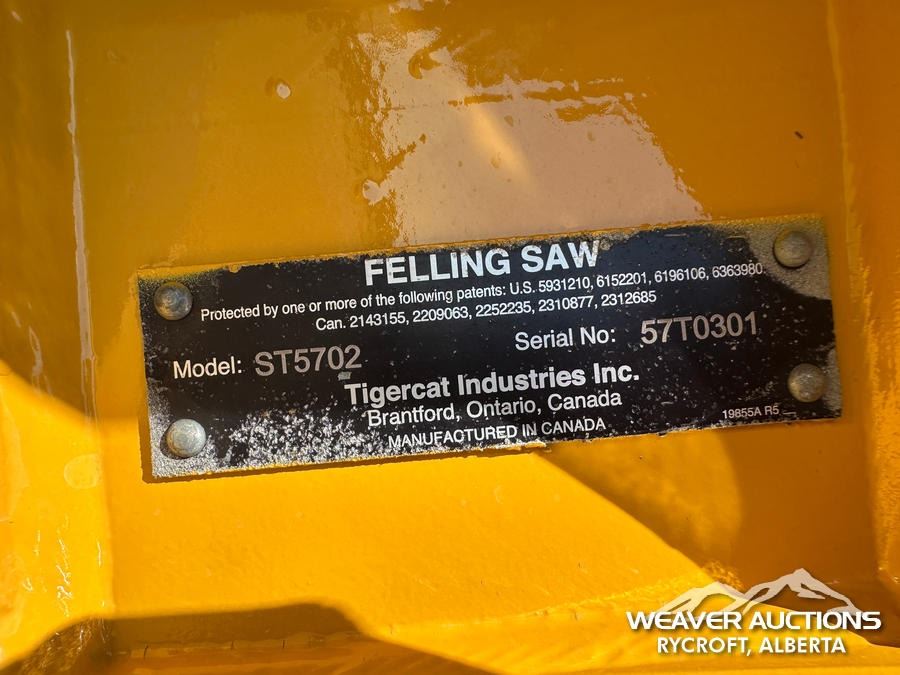 FELLING SAW
Protected by one or more of the following patents: U.S. 5931210, 6152201, 6196106, 6363980
Can. 2143155, 2209063, 2252235, 2310877, 2312685
Model: ST5702 Serial No: 57T0301
Tigercat Industries Inc.
Brantford, Ontario, Canada
MANUFACTURED IN CANADA 19855A R5
WEAVER AUCTIONS
RYCROFT, ALBERTA